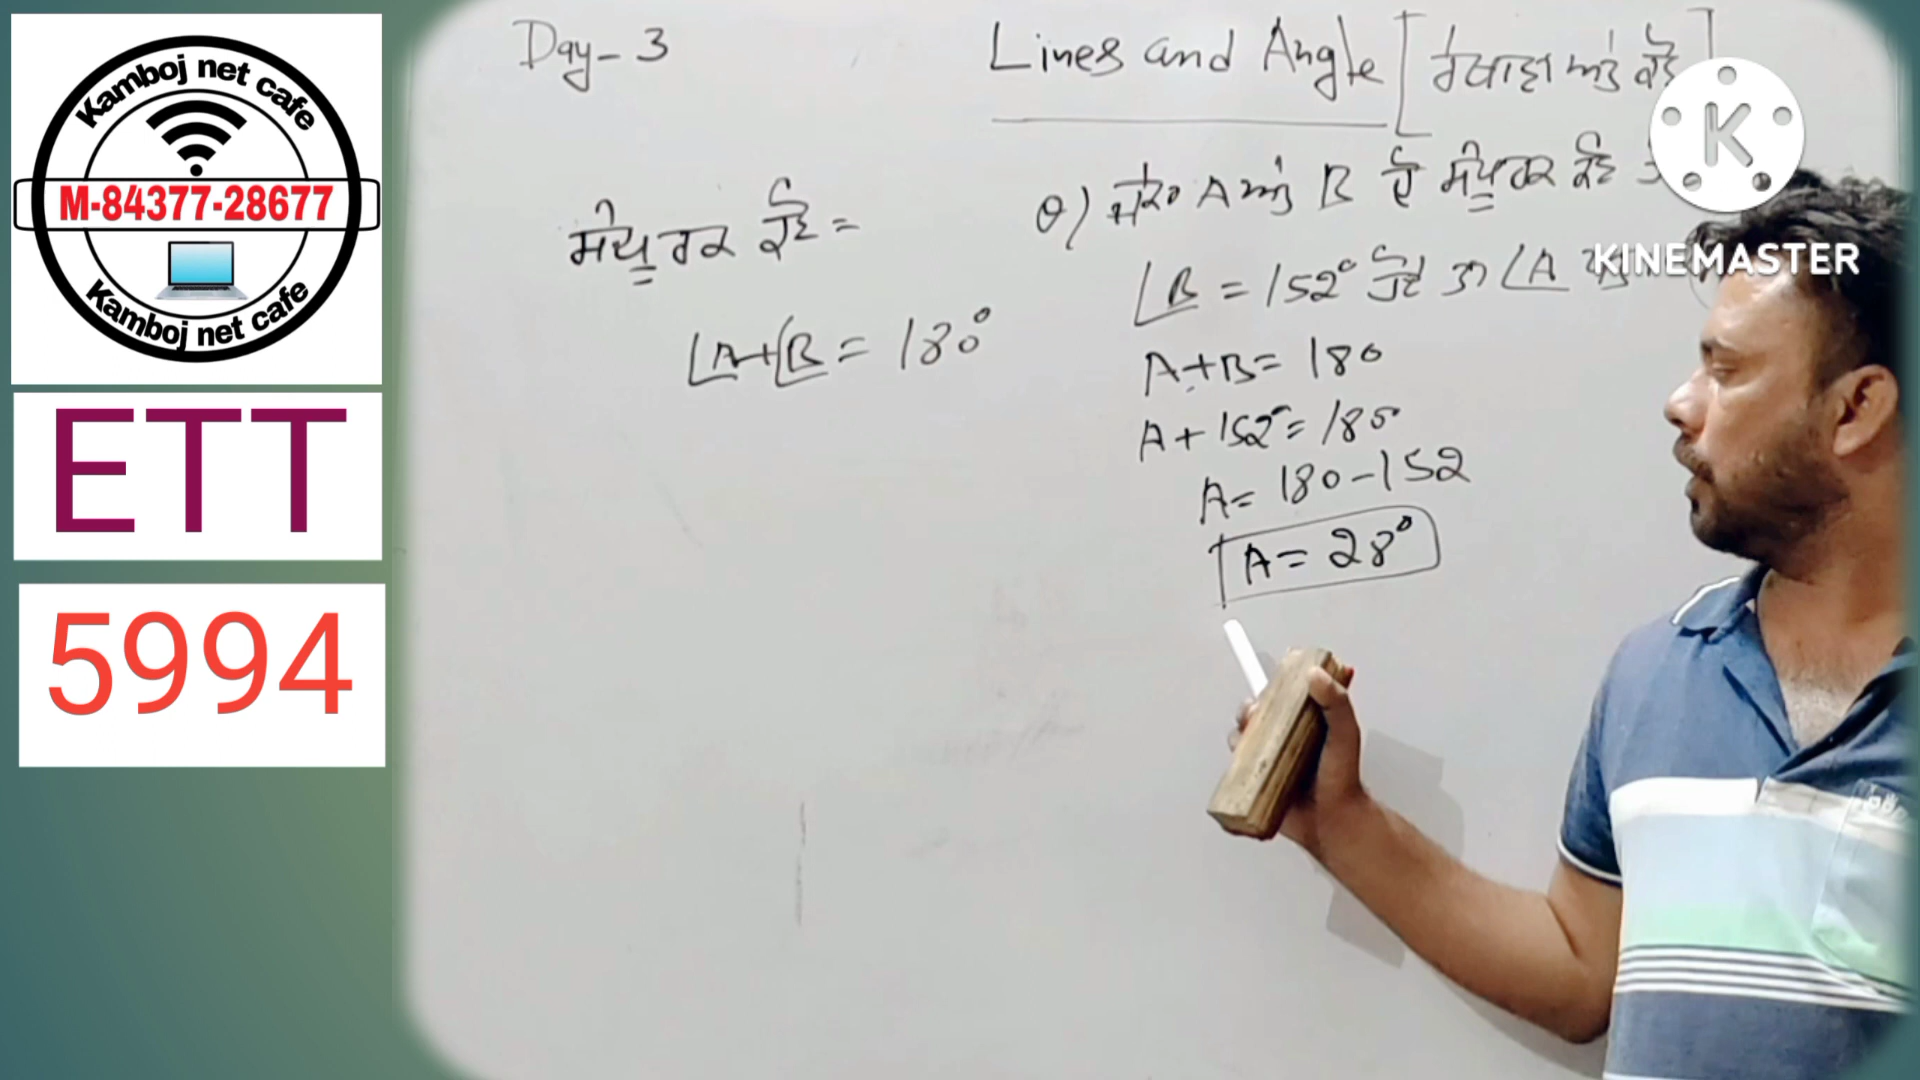 Kamboj net cafe
M-84377-28677
Kamboj net cafe
ETT
5994
Day-3
Lines and Angle [ਰੇਖਾਵਾਂ ਅਤੇ ਕੋਣ]
ਸੰਪੂਰਕ ਕੋਣ =
∠A+∠B = 180°
Q) ਜੇਕਰ A ਅਤੇ B ਦੋ ਸੰਪੂਰਕ ਕੋਣ
∠B = 152° ਹੋਵੇ ਤਾਂ ∠A
A+B= 180
A+152°=180°
A= 180-152
A= 28°
K
KINEMASTER